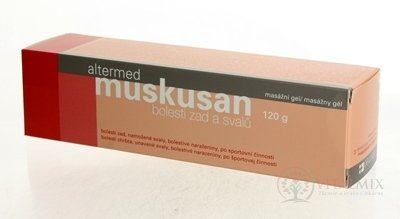 altermed
muskusan
bolesti zad a svalů
masážní gel/ masážny gél
120 g
bolesti zad, namožené svaly, bolestivé naraženiny, po sportovní činnosti
bolesti chrbta, unavené svaly, bolestivé narazeniny, po športovej činnosti